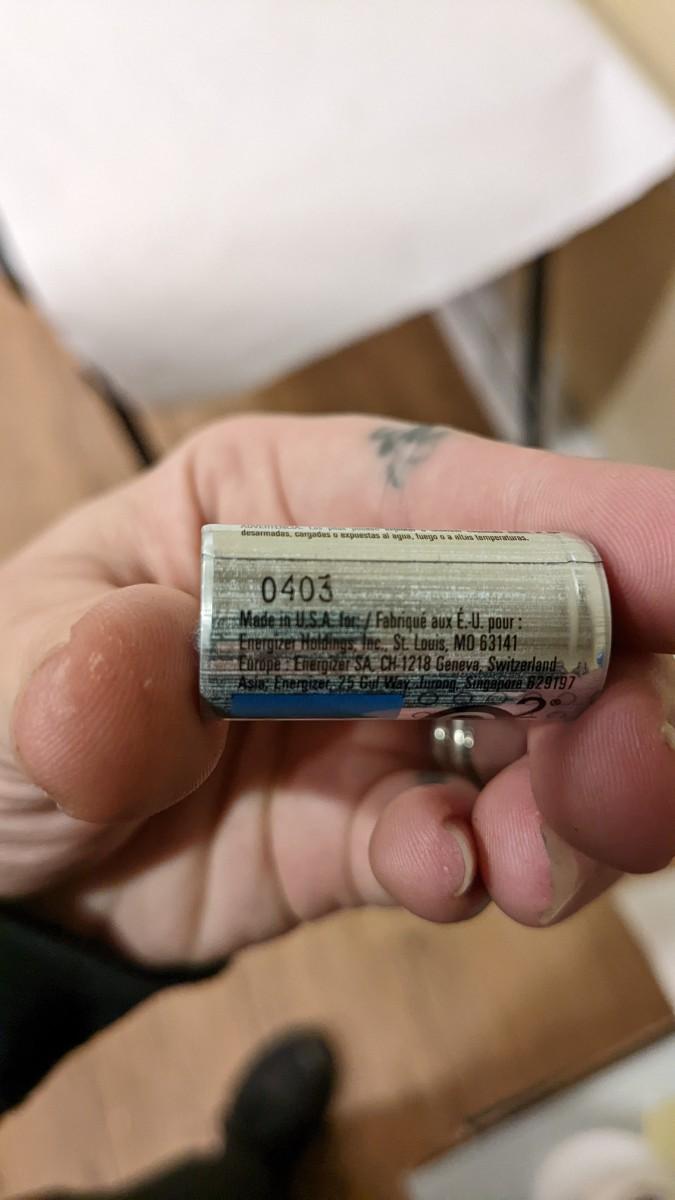 desarmadas, cargadas o expuestas al agua, fuego o a altas temperaturas.
0403
Made in U.S.A. for: / Fabriqué aux É.-U. pour :
Energizer Holdings, Inc., St. Louis, MO 63141
Europe : Energizer SA, CH-1218 Geneva, Switzerland
Asia: Energizer, 25 Gul Way, Jurong, Singapore 629197
2®